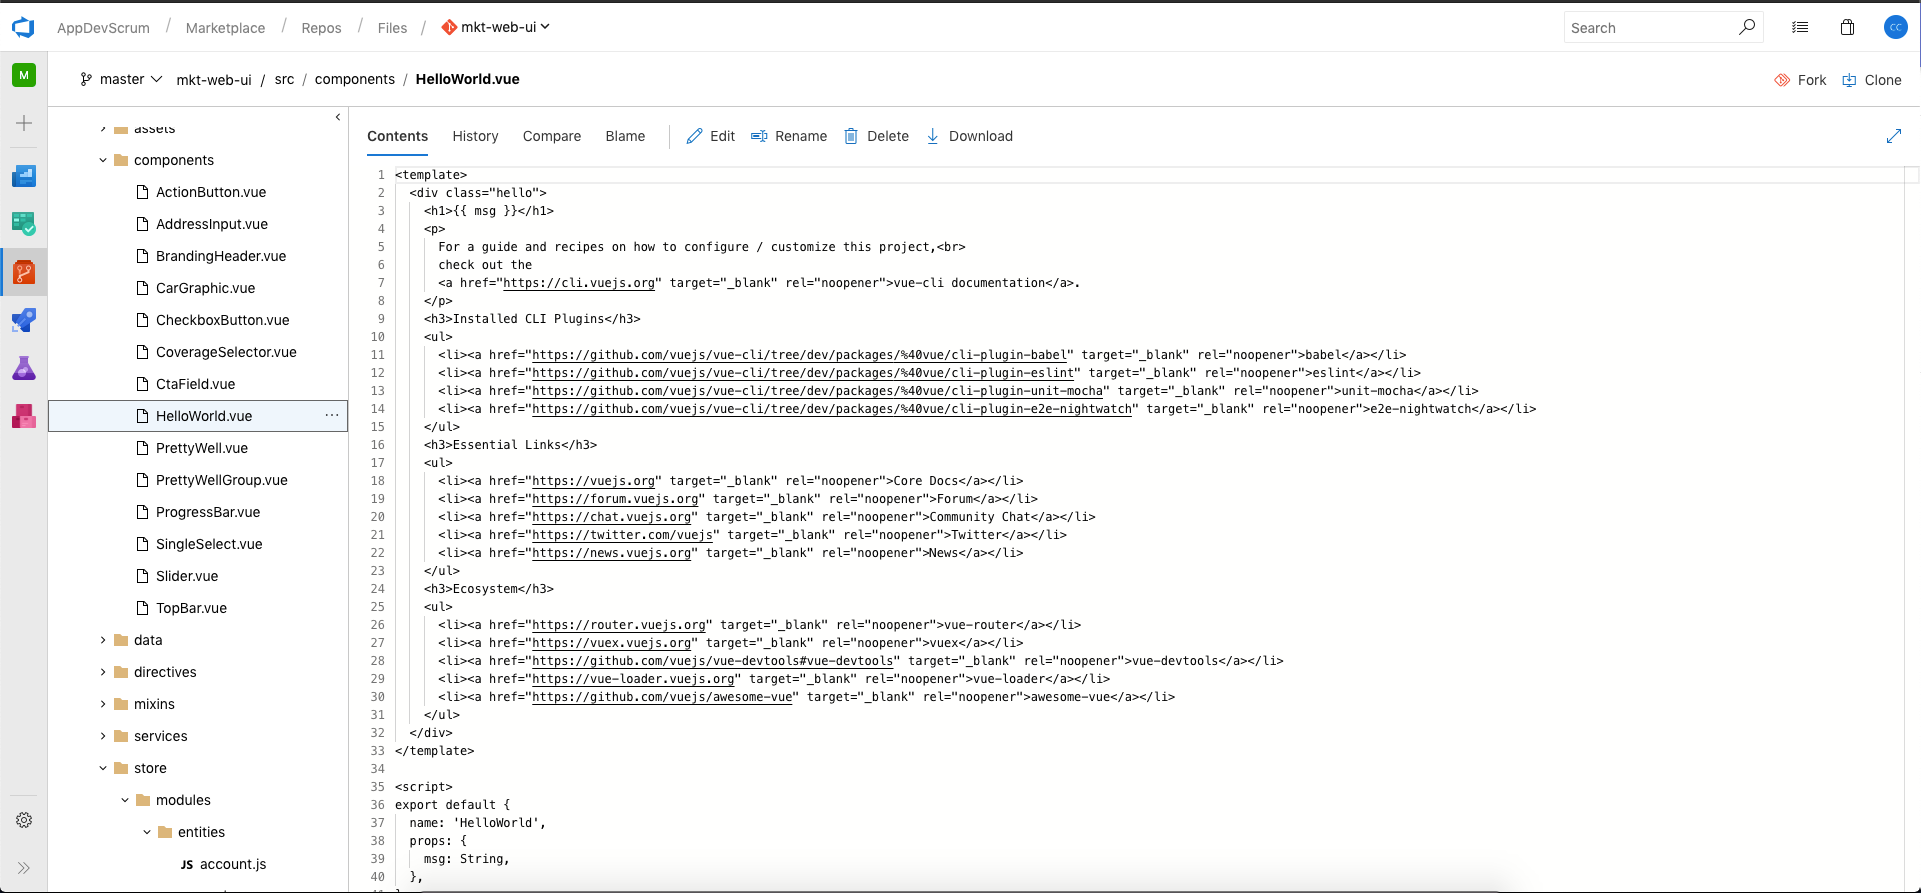 AppDevScrum / Marketplace / Repos / Files / mkt-web-ui
Search
CC
M
master mkt-web-ui / src / components / HelloWorld.vue
Fork Clone
assets
components
ActionButton.vue
AddressInput.vue
BrandingHeader.vue
CarGraphic.vue
CheckboxButton.vue
CoverageSelector.vue
CtaField.vue
HelloWorld.vue ···
PrettyWell.vue
PrettyWellGroup.vue
ProgressBar.vue
SingleSelect.vue
Slider.vue
TopBar.vue
data
directives
mixins
services
store
modules
entities
JS account.js
Contents History Compare Blame Edit Rename Delete Download
1 <template>
2 <div class="hello">
3 <h1>{{ msg }}</h1>
4 <p>
5 For a guide and recipes on how to configure / customize this project,<br>
6 check out the
7 <a href="https://cli.vuejs.org" target="_blank" rel="noopener">vue-cli documentation</a>.
8 </p>
9 <h3>Installed CLI Plugins</h3>
10 <ul>
11 <li><a href="https://github.com/vuejs/vue-cli/tree/dev/packages/%40vue/cli-plugin-babel" target="_blank" rel="noopener">babel</a></li>
12 <li><a href="https://github.com/vuejs/vue-cli/tree/dev/packages/%40vue/cli-plugin-eslint" target="_blank" rel="noopener">eslint</a></li>
13 <li><a href="https://github.com/vuejs/vue-cli/tree/dev/packages/%40vue/cli-plugin-unit-mocha" target="_blank" rel="noopener">unit-mocha</a></li>
14 <li><a href="https://github.com/vuejs/vue-cli/tree/dev/packages/%40vue/cli-plugin-e2e-nightwatch" target="_blank" rel="noopener">e2e-nightwatch</a></li>
15 </ul>
16 <h3>Essential Links</h3>
17 <ul>
18 <li><a href="https://vuejs.org" target="_blank" rel="noopener">Core Docs</a></li>
19 <li><a href="https://forum.vuejs.org" target="_blank" rel="noopener">Forum</a></li>
20 <li><a href="https://chat.vuejs.org" target="_blank" rel="noopener">Community Chat</a></li>
21 <li><a href="https://twitter.com/vuejs" target="_blank" rel="noopener">Twitter</a></li>
22 <li><a href="https://news.vuejs.org" target="_blank" rel="noopener">News</a></li>
23 </ul>
24 <h3>Ecosystem</h3>
25 <ul>
26 <li><a href="https://router.vuejs.org" target="_blank" rel="noopener">vue-router</a></li>
27 <li><a href="https://vuex.vuejs.org" target="_blank" rel="noopener">vuex</a></li>
28 <li><a href="https://github.com/vuejs/vue-devtools#vue-devtools" target="_blank" rel="noopener">vue-devtools</a></li>
29 <li><a href="https://vue-loader.vuejs.org" target="_blank" rel="noopener">vue-loader</a></li>
30 <li><a href="https://github.com/vuejs/awesome-vue" target="_blank" rel="noopener">awesome-vue</a></li>
31 </ul>
32 </div>
33 </template>
34
35 <script>
36 export default {
37 name: 'HelloWorld',
38 props: {
39 msg: String,
40 },